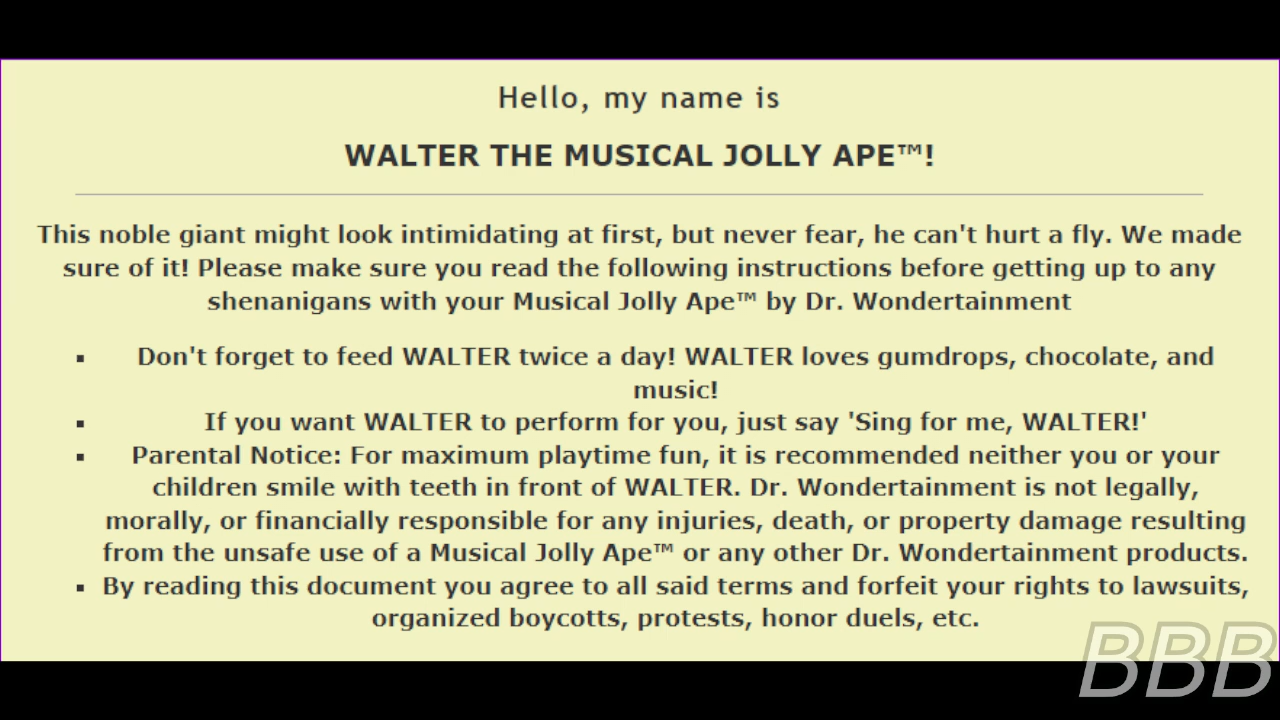 Hello, my name is
WALTER THE MUSICAL JOLLY APE™!
This noble giant might look intimidating at first, but never fear, he can't hurt a fly. We made
sure of it! Please make sure you read the following instructions before getting up to any
shenanigans with your Musical Jolly Ape™ by Dr. Wondertainment
▪ Don't forget to feed WALTER twice a day! WALTER loves gumdrops, chocolate, and
music!
▪ If you want WALTER to perform for you, just say 'Sing for me, WALTER!'
▪ Parental Notice: For maximum playtime fun, it is recommended neither you or your
children smile with teeth in front of WALTER. Dr. Wondertainment is not legally,
morally, or financially responsible for any injuries, death, or property damage resulting
from the unsafe use of a Musical Jolly Ape™ or any other Dr. Wondertainment products.
▪ By reading this document you agree to all said terms and forfeit your rights to lawsuits,
organized boycotts, protests, honor duels, etc.
BBB